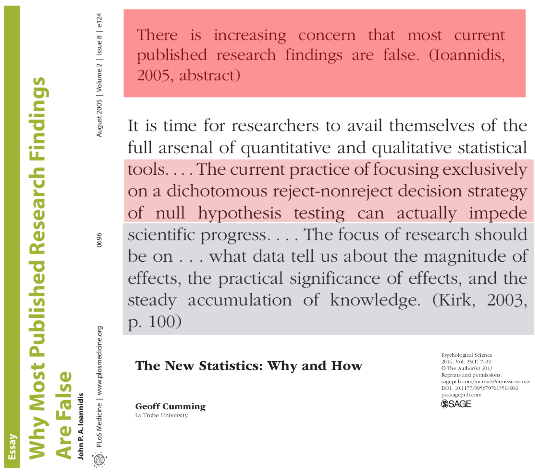 Essay
Why Most Published Research Findings
Are False
John P. A. Ioannidis
PLoS Medicine | www.plosmedicine.org
0696
August 2005 | Volume 2 | Issue 8 | e124
There is increasing concern that most current
published research findings are false. (Ioannidis,
2005, abstract)
It is time for researchers to avail themselves of the
full arsenal of quantitative and qualitative statistical
tools. . . . The current practice of focusing exclusively
on a dichotomous reject-nonreject decision strategy
of null hypothesis testing can actually impede
scientific progress. . . . The focus of research should
be on . . . what data tell us about the magnitude of
effects, the practical significance of effects, and the
steady accumulation of knowledge. (Kirk, 2003,
p. 100)
The New Statistics: Why and How
Geoff Cumming
La Trobe University
Psychological Science
2014, Vol. 25(1) 7–29
© The Author(s) 2013
Reprints and permissions:
sagepub.com/journalsPermissions.nav
DOI: 10.1177/0956797613504966
pss.sagepub.com
SAGE